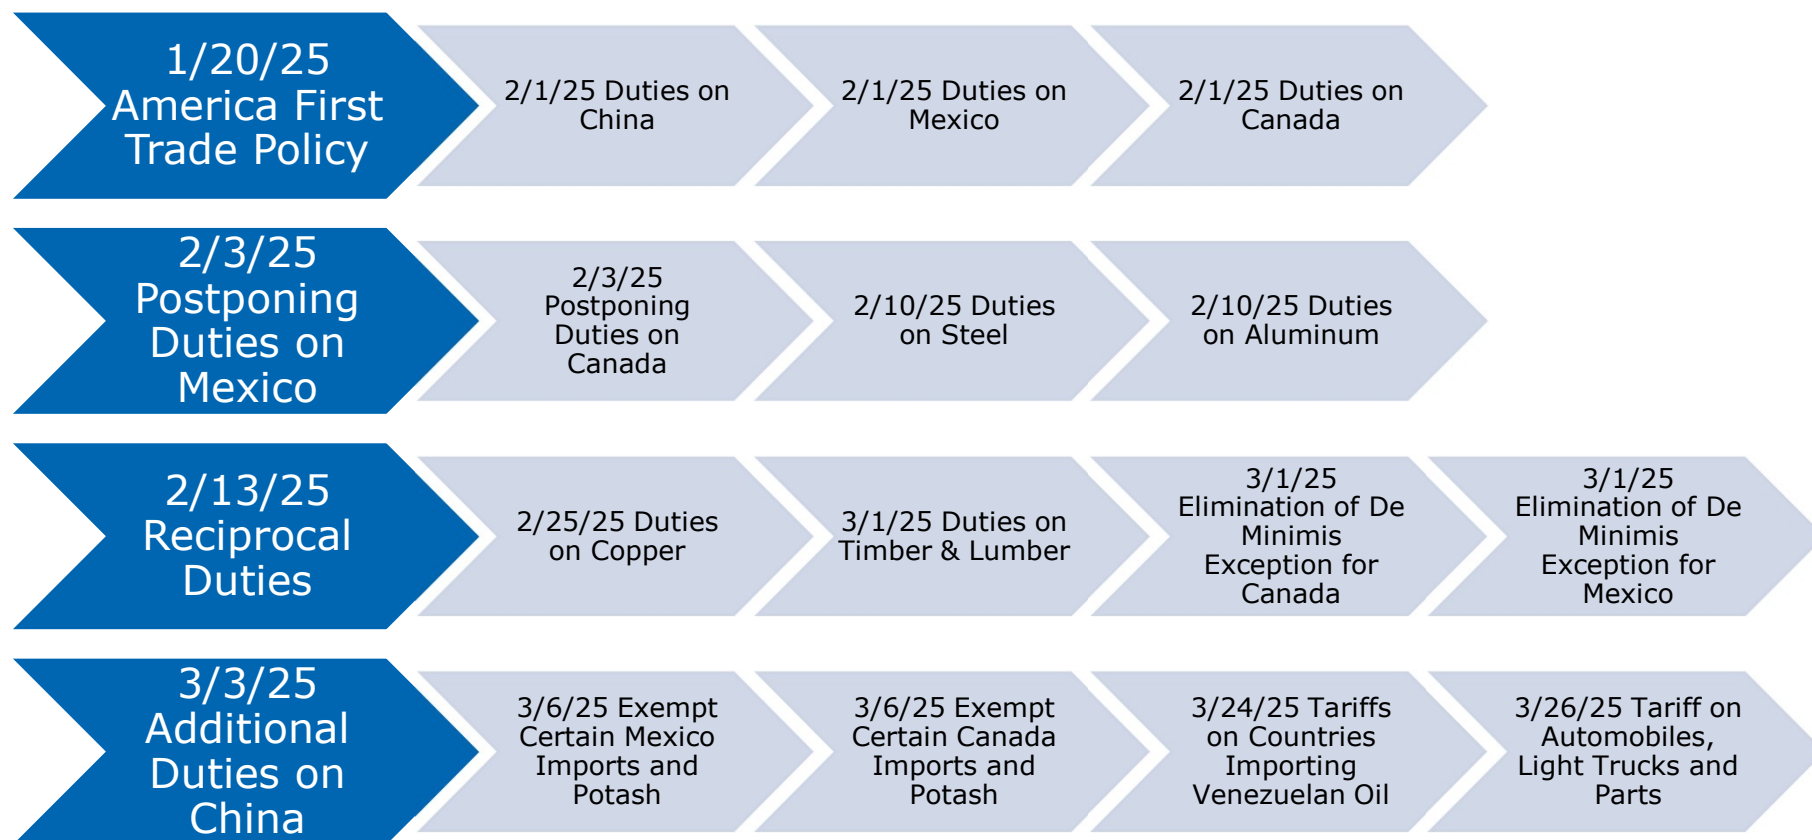 1/20/25
America First
Trade Policy
2/1/25 Duties on
China
2/1/25 Duties on
Mexico
2/1/25 Duties on
Canada
2/3/25
Postponing
Duties on
Mexico
2/3/25
Postponing
Duties on
Canada
2/10/25 Duties
on Steel
2/10/25 Duties
on Aluminum
2/13/25
Reciprocal
Duties
2/25/25 Duties
on Copper
3/1/25 Duties on
Timber & Lumber
3/1/25
Elimination of De
Minimis
Exception for
Canada
3/1/25
Elimination of De
Minimis
Exception for
Mexico
3/3/25
Additional
Duties on
China
3/6/25 Exempt
Certain Mexico
Imports and
Potash
3/6/25 Exempt
Certain Canada
Imports and
Potash
3/24/25 Tariffs
on Countries
Importing
Venezuelan Oil
3/26/25 Tariff on
Automobiles,
Light Trucks and
Parts